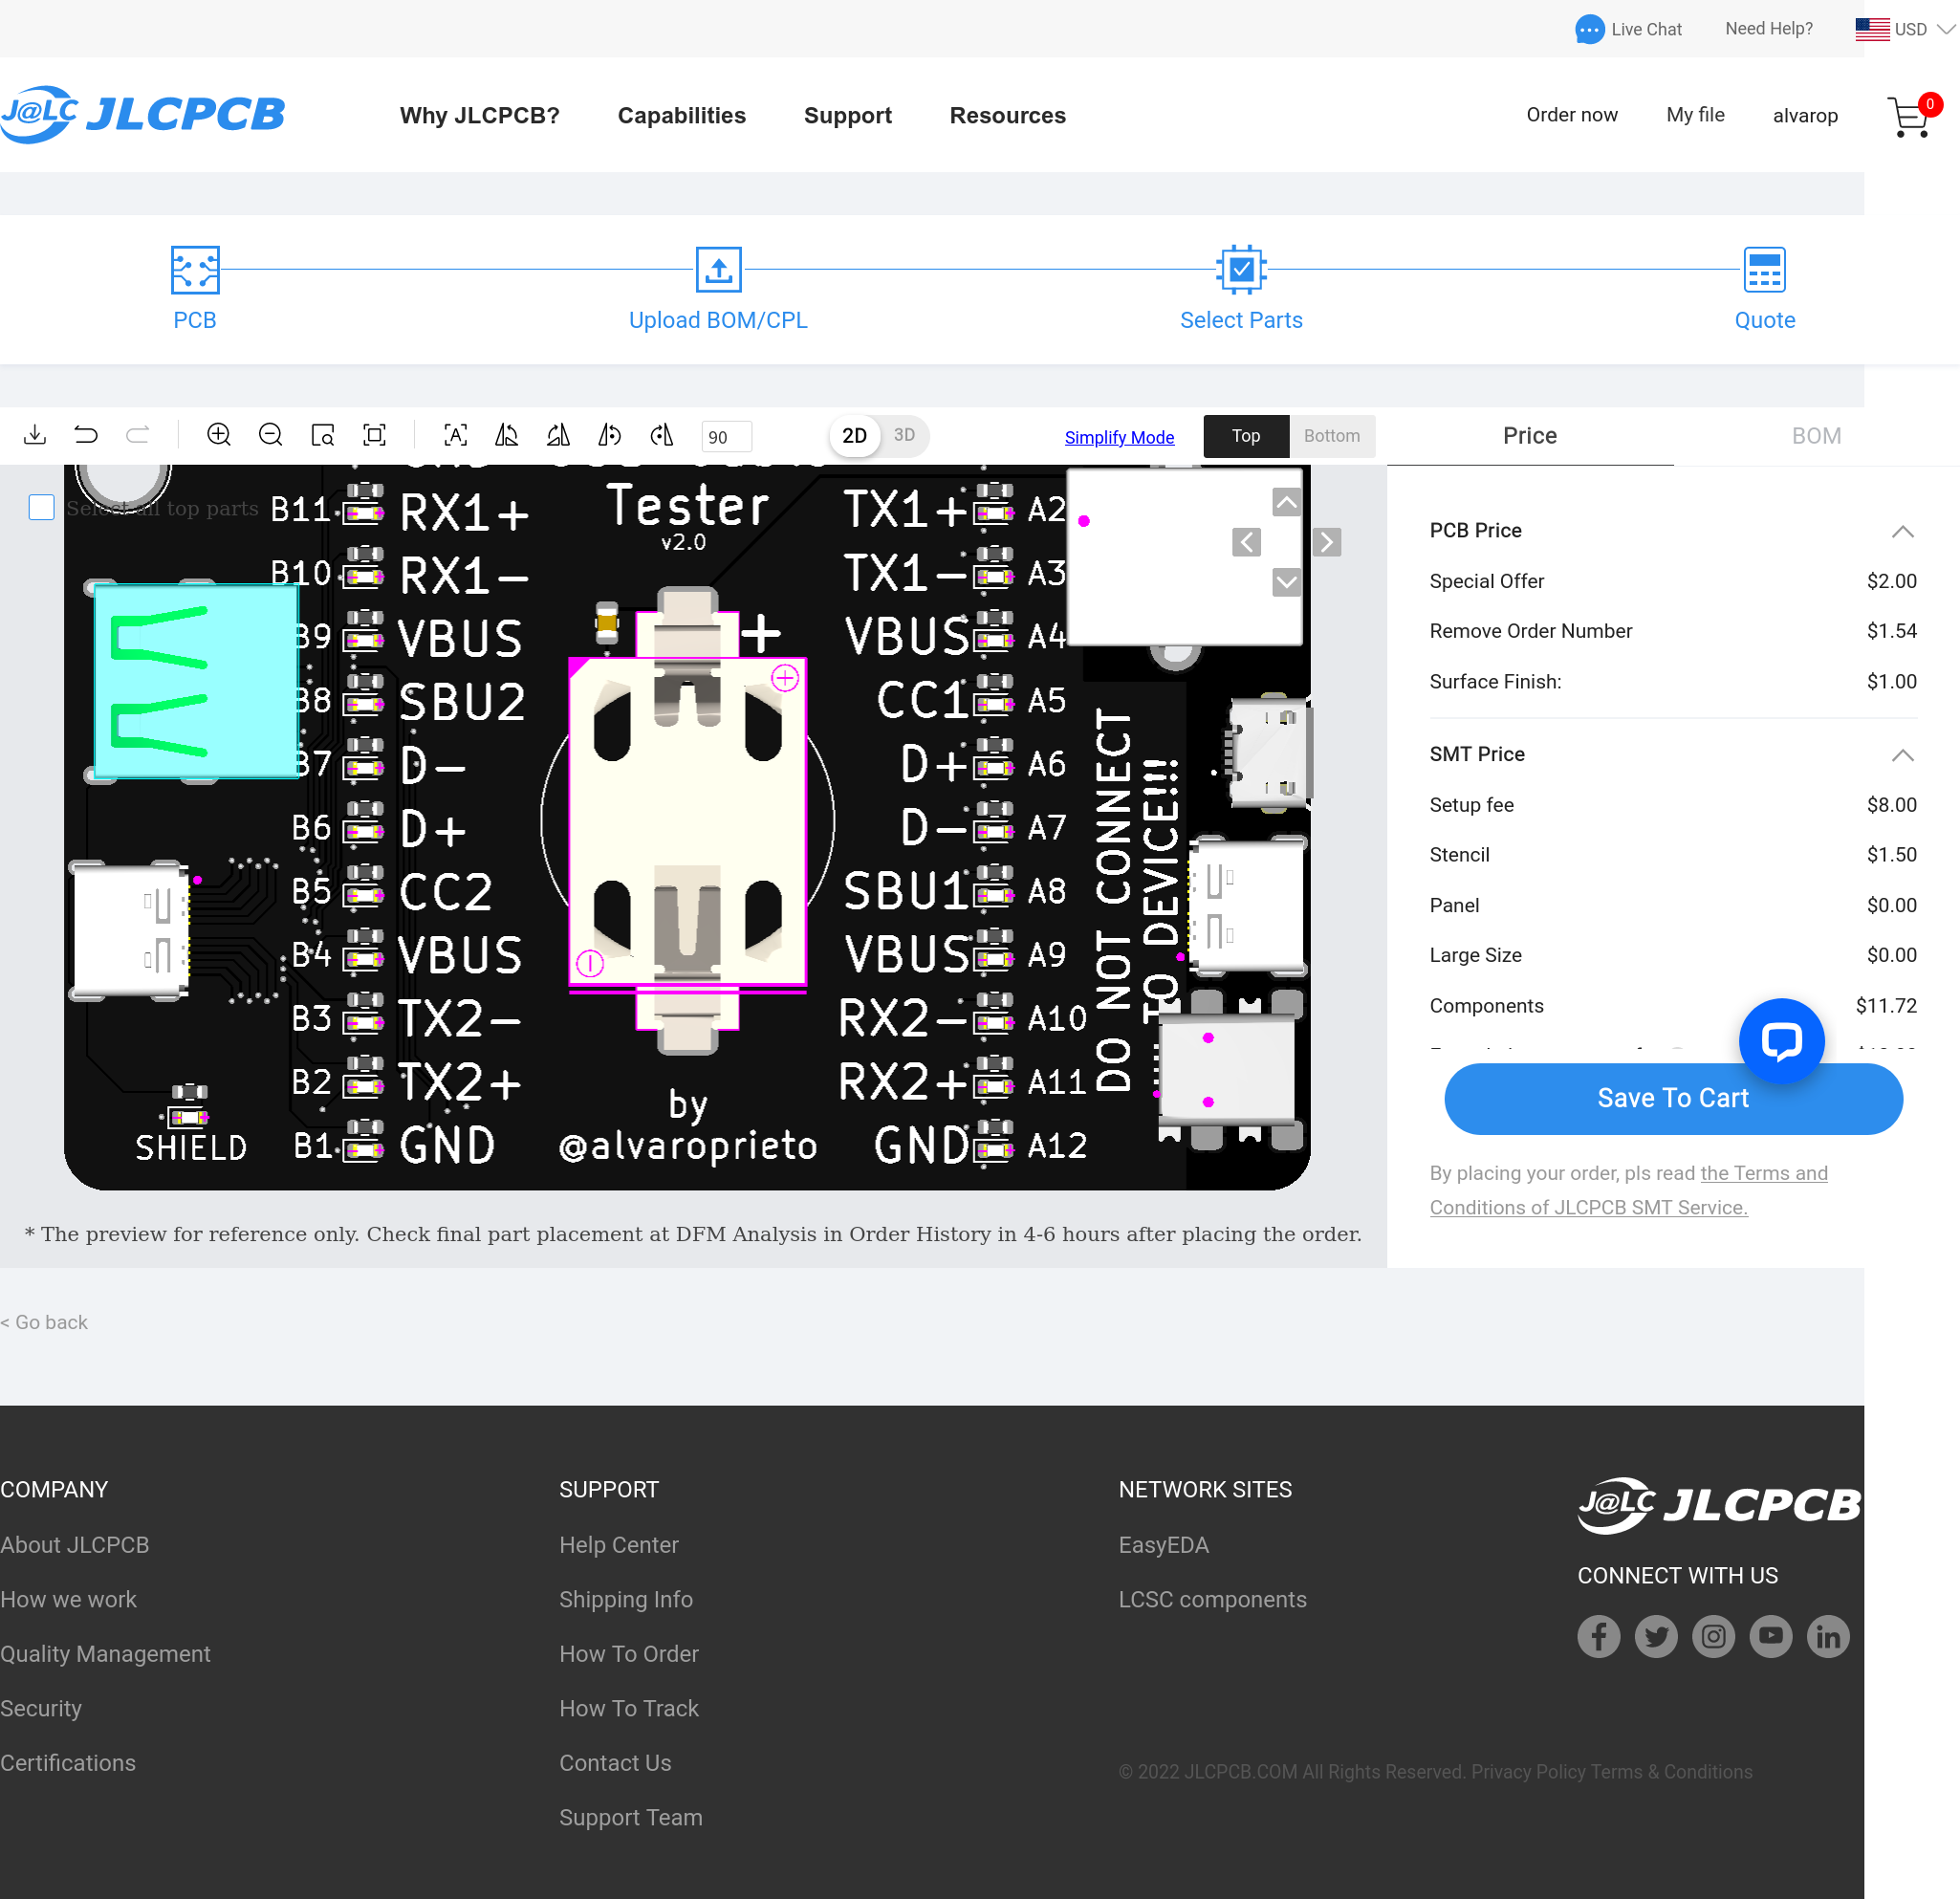 Live Chat
Need Help?
USD
J@LC JLCPCB
Why JLCPCB?
Capabilities
Support
Resources
Order now
My file
alvarop
0
PCB
Upload BOM/CPL
Select Parts
Quote
A
90
2D
3D
Simplify Mode
Top
Bottom
Price
BOM
Select all top parts
Tester
v2.0
B11 RX1+
B10 RX1-
B9 VBUS
B8 SBU2
B7 D-
B6 D+
B5 CC2
B4 VBUS
B3 TX2-
B2 TX2+
B1 GND
SHIELD
+
by
@alvaroprieto
TX1+ A2
TX1- A3
VBUS A4
CC1 A5
D+ A6
D- A7
SBU1 A8
VBUS A9
RX2- A10
RX2+ A11
GND A12
DO NOT CONNECT
TO DEVICE!!!
* The preview for reference only. Check final part placement at DFM Analysis in Order History in 4-6 hours after placing the order.
PCB Price
Special Offer $2.00
Remove Order Number $1.54
Surface Finish: $1.00
SMT Price
Setup fee $8.00
Stencil $1.50
Panel $0.00
Large Size $0.00
Components $11.72
Save To Cart
By placing your order, pls read the Terms and
Conditions of JLCPCB SMT Service.
< Go back
COMPANY
About JLCPCB
How we work
Quality Management
Security
Certifications
SUPPORT
Help Center
Shipping Info
How To Order
How To Track
Contact Us
Support Team
NETWORK SITES
EasyEDA
LCSC components
J@LC JLCPCB
CONNECT WITH US
© 2022 JLCPCB.COM All Rights Reserved. Privacy Policy Terms & Conditions